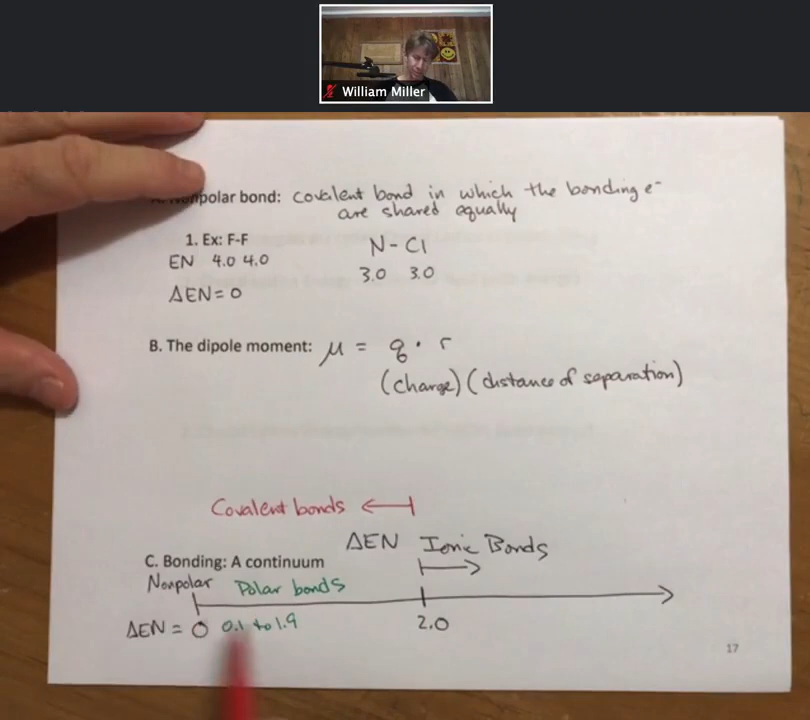 William Miller
polar bond: covalent bond in which the bonding e-
are shared equally
1. Ex: F-F N-Cl
EN 4.0 4.0 3.0 3.0
ΔEN = 0
B. The dipole moment: μ = q · r
(charge) (distance of separation)
Covalent bonds
ΔEN Ionic Bonds
C. Bonding: A continuum
Nonpolar Polar bonds
ΔEN = 0 0.1 to 1.9 2.0
17